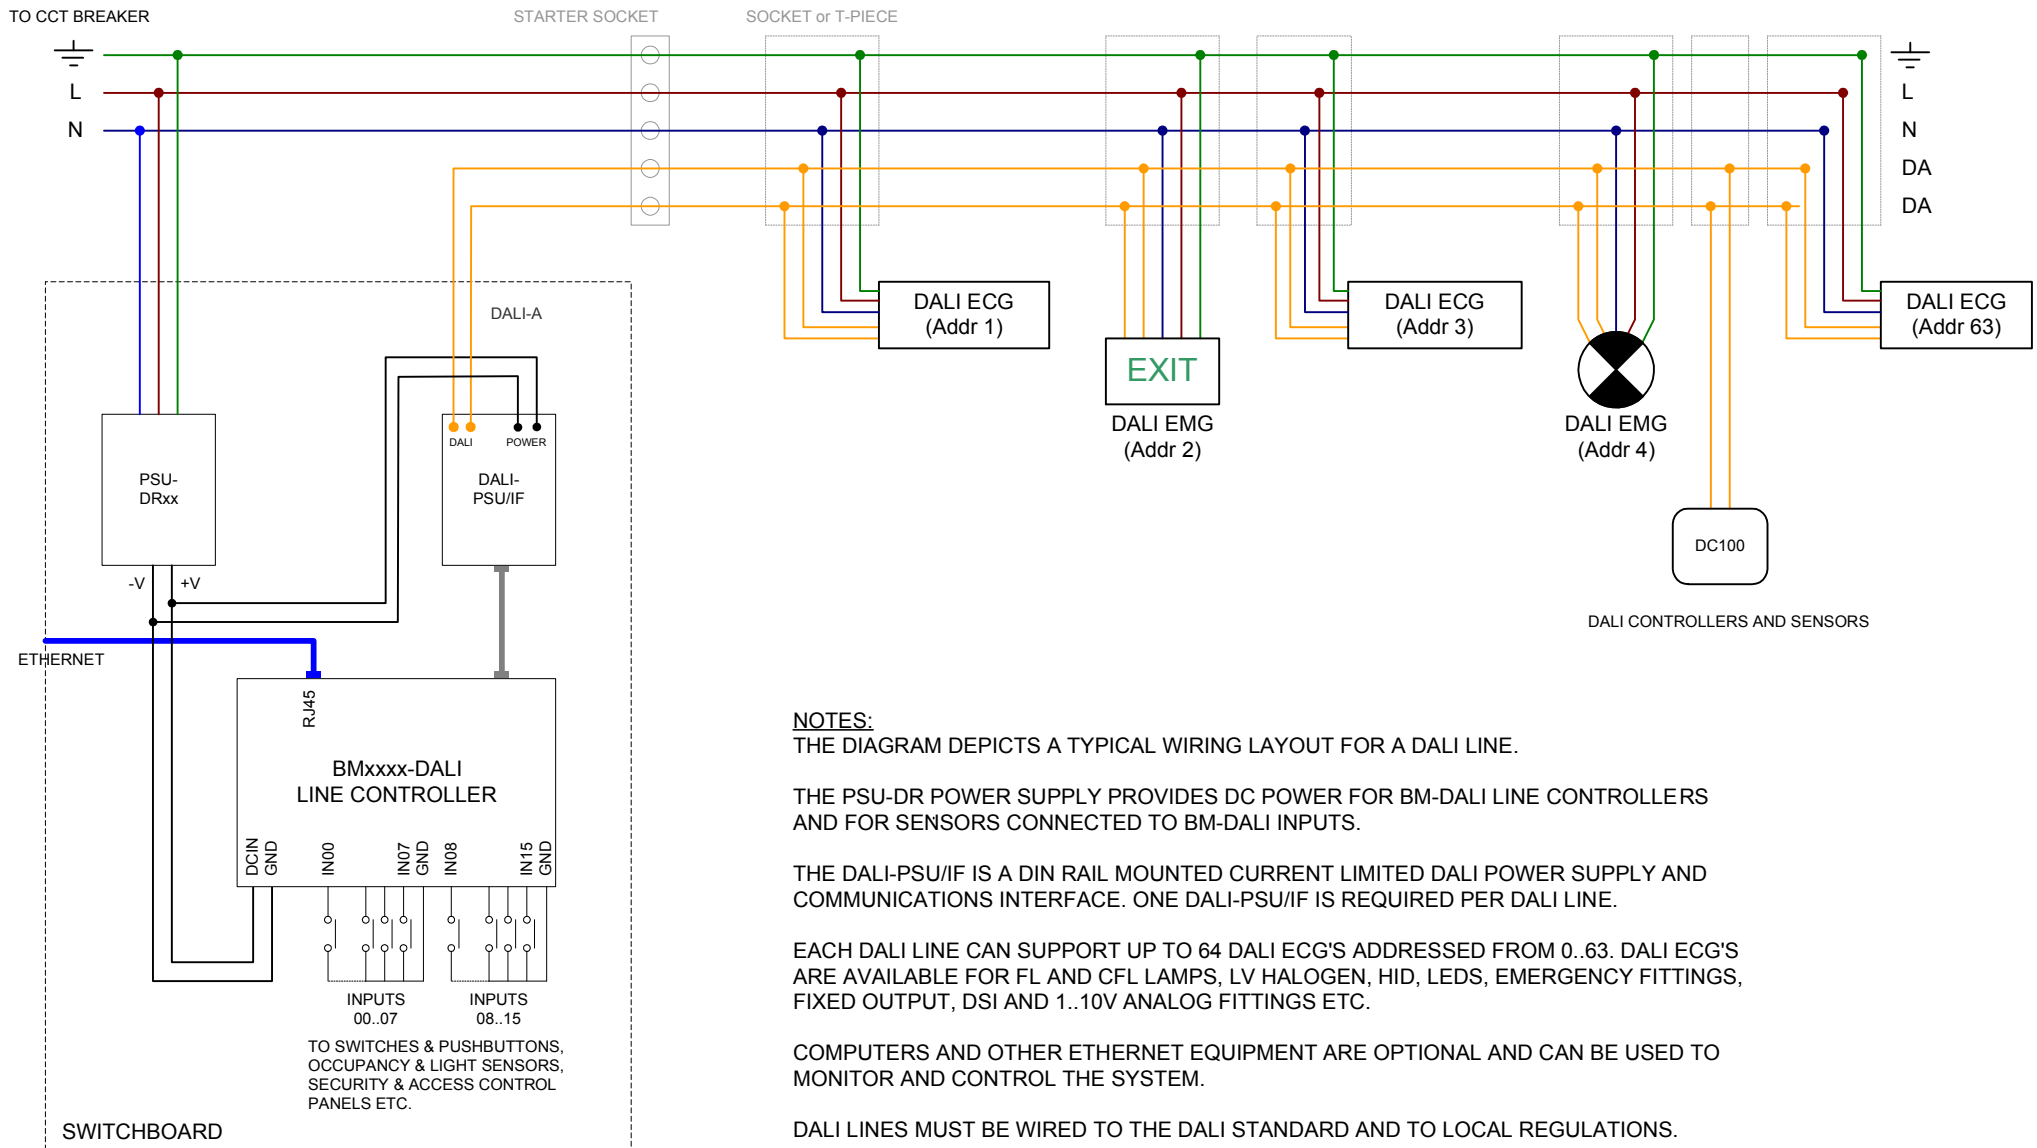 TO CCT BREAKER
STARTER SOCKET
SOCKET or T-PIECE
L
N
L
N
DA
DA
DALI-A
DALI ECG
(Addr 1)
EXIT
DALI EMG
(Addr 2)
DALI ECG
(Addr 3)
DALI EMG
(Addr 4)
DALI ECG
(Addr 63)
DC100
DALI CONTROLLERS AND SENSORS
PSU-
DRxx
-V
+V
DALI
POWER
DALI-
PSU/IF
ETHERNET
RJ45
BMxxxx-DALI
LINE CONTROLLER
DCIN
GND
IN00
IN07
GND
IN08
IN15
GND
INPUTS
00..07
INPUTS
08..15
TO SWITCHES & PUSHBUTTONS,
OCCUPANCY & LIGHT SENSORS,
SECURITY & ACCESS CONTROL
PANELS ETC.
SWITCHBOARD
NOTES:
THE DIAGRAM DEPICTS A TYPICAL WIRING LAYOUT FOR A DALI LINE.
THE PSU-DR POWER SUPPLY PROVIDES DC POWER FOR BM-DALI LINE CONTROLLERS
AND FOR SENSORS CONNECTED TO BM-DALI INPUTS.
THE DALI-PSU/IF IS A DIN RAIL MOUNTED CURRENT LIMITED DALI POWER SUPPLY AND
COMMUNICATIONS INTERFACE. ONE DALI-PSU/IF IS REQUIRED PER DALI LINE.
EACH DALI LINE CAN SUPPORT UP TO 64 DALI ECG'S ADDRESSED FROM 0..63. DALI ECG'S
ARE AVAILABLE FOR FL AND CFL LAMPS, LV HALOGEN, HID, LEDS, EMERGENCY FITTINGS,
FIXED OUTPUT, DSI AND 1..10V ANALOG FITTINGS ETC.
COMPUTERS AND OTHER ETHERNET EQUIPMENT ARE OPTIONAL AND CAN BE USED TO
MONITOR AND CONTROL THE SYSTEM.
DALI LINES MUST BE WIRED TO THE DALI STANDARD AND TO LOCAL REGULATIONS.